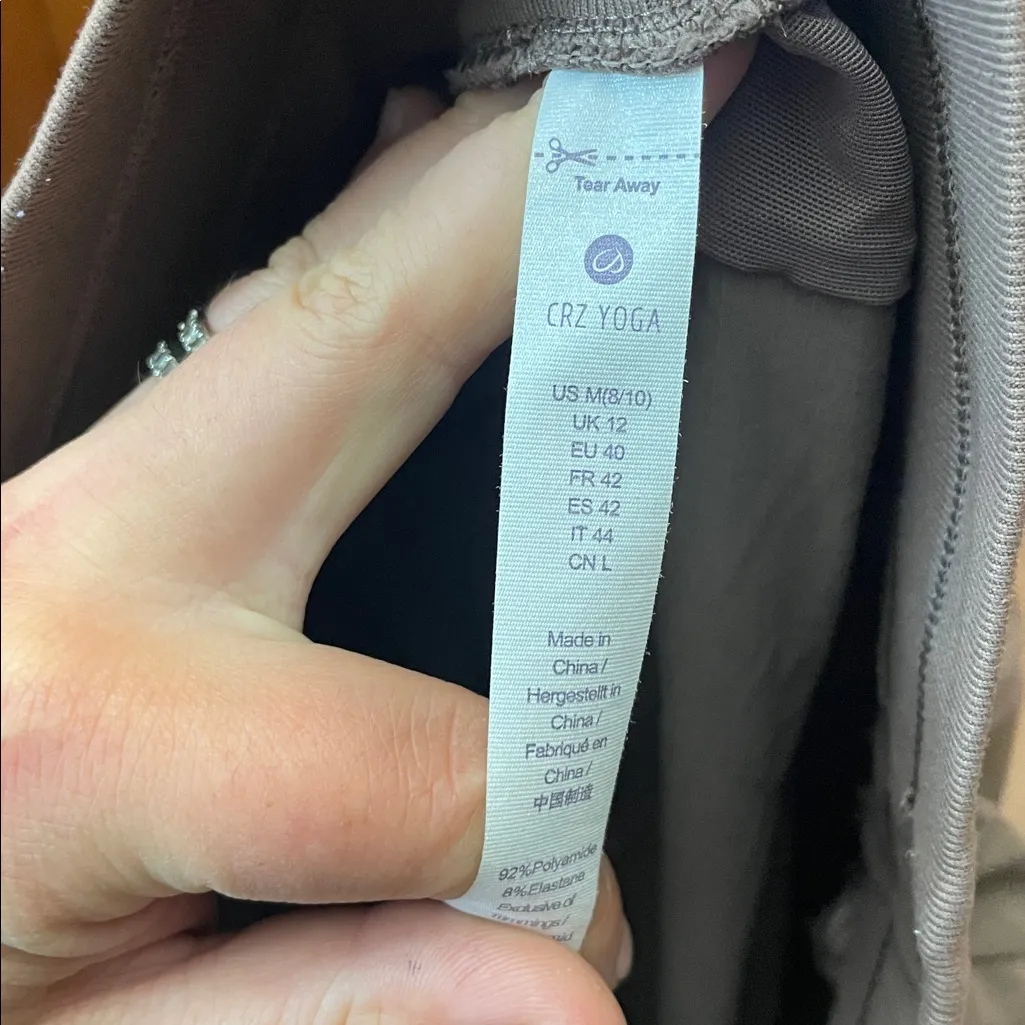 Tear Away
CRZ YOGA
US M(8/10)
UK 12
EU 40
FR 42
ES 42
IT 44
CN L
Made in
China /
Hergestellt in
China /
Fabriqué en
China /
中国制造
92%Polyamide
8%Elastane
Exclusive of
trimmings /